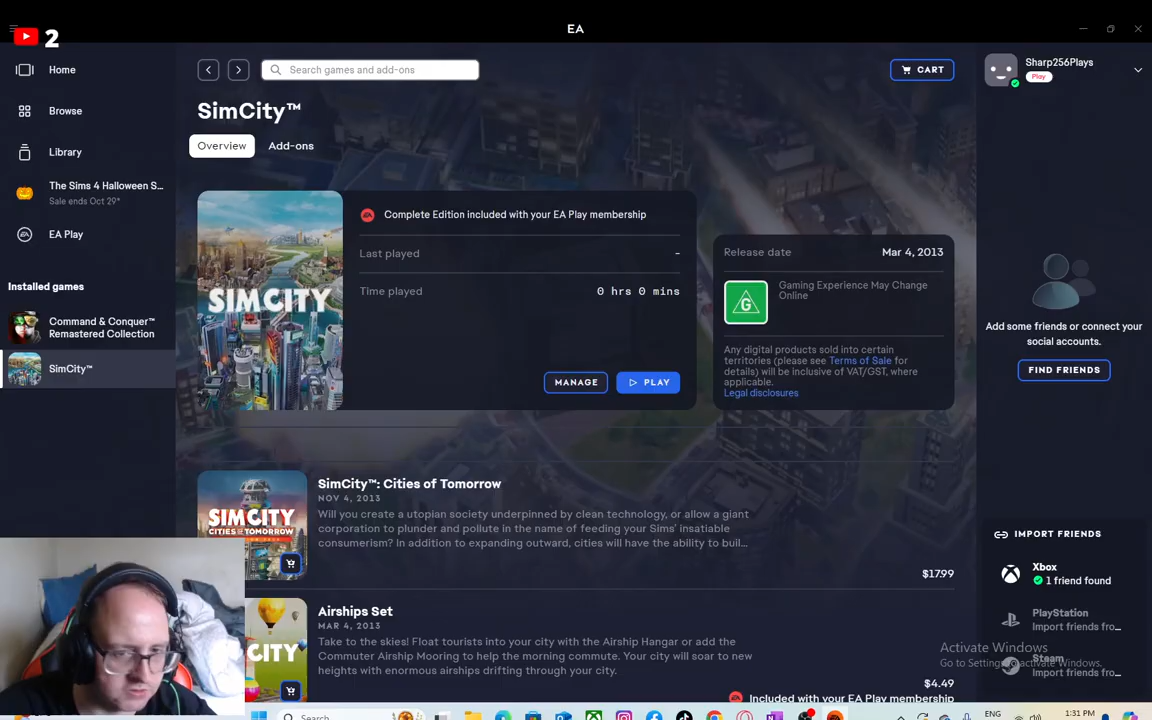 EA
2
Home
Search games and add-ons
CART
Sharp256Plays
Play
Browse
Library
The Sims 4 Halloween S...
Sale ends Oct 29*
EA Play
Installed games
Command & Conquer™
Remastered Collection
SimCity™
SimCity™
Overview
Add-ons
SIMCITY
Complete Edition included with your EA Play membership
Last played
-
Time played
0 hrs 0 mins
MANAGE
PLAY
Release date
Mar 4, 2013
G
Gaming Experience May Change
Online
Any digital products sold into certain
territories (please see Terms of Sale for
details) will be inclusive of VAT/GST, where
applicable.
Legal disclosures
Add some friends or connect your
social accounts.
FIND FRIENDS
SIMCITY
CITIES OF TOMORROW
SimCity™: Cities of Tomorrow
NOV 4, 2013
Will you create a utopian society underpinned by clean technology, or allow a giant
corporation to plunder and pollute in the name of feeding your Sims' insatiable
consumerism? In addition to expanding outward, cities will have the ability to buil...
$17.99
CITY
Airships Set
MAR 4, 2013
Take to the skies! Float tourists into your city with the Airship Hangar or add the
Commuter Airship Mooring to help the morning commute. Your city will soar to new
heights with enormous airships drifting through your city.
$4.49
Included with your EA Play membership
IMPORT FRIENDS
Xbox
1 friend found
PlayStation
Import friends fro...
Steam
Import friends fro...
Activate Windows
Go to Settings to activate Windows.
Search
ENG
1:31 PM